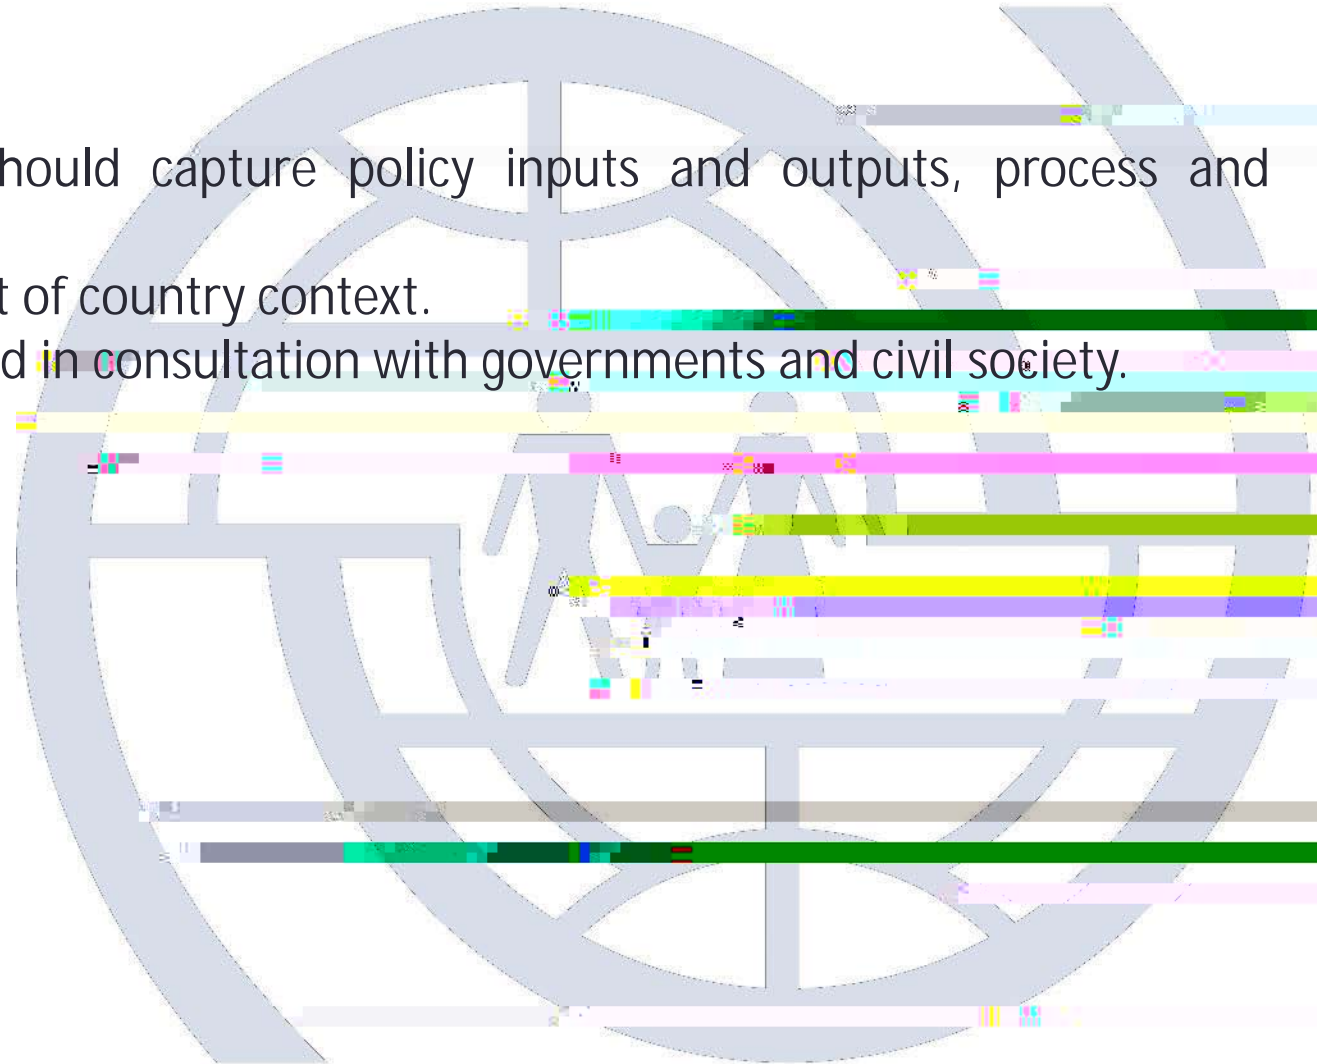 hould capture policy inputs and outputs, process and
t of country context.
d in consultation with governments and civil society.